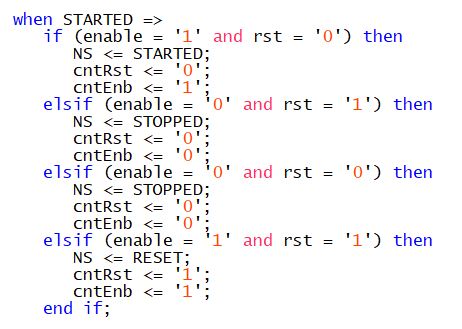 when STARTED =>
   if (enable = '1' and rst = '0') then
      NS <= STARTED;
      cntRst <= '0';
      cntEnb <= '1';
   elsif (enable = '0' and rst = '1') then
      NS <= STOPPED;
      cntRst <= '0';
      cntEnb <= '0';
   elsif (enable = '0' and rst = '0') then
      NS <= STOPPED;
      cntRst <= '0';
      cntEnb <= '0';
   elsif (enable = '1' and rst = '1') then
      NS <= RESET;
      cntRst <= '1';
      cntEnb <= '1';
   end if;